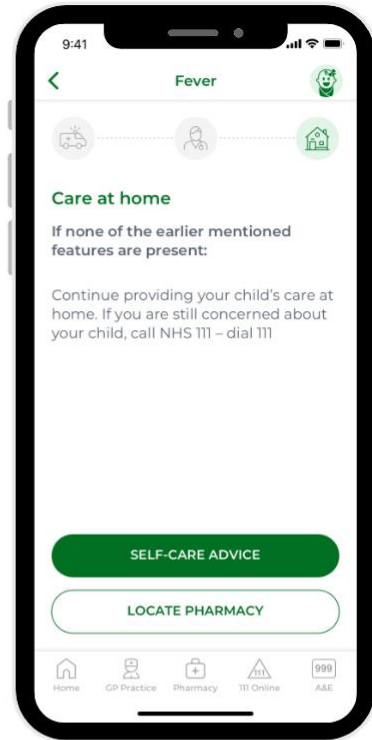 9:41
Fever
Care at home
If none of the earlier mentioned
features are present:
Continue providing your child's care at
home. If you are still concerned about
your child, call NHS 111 – dial 111
SELF-CARE ADVICE
LOCATE PHARMACY
111
999
Home
GP Practice
Pharmacy
111 Online
A&E